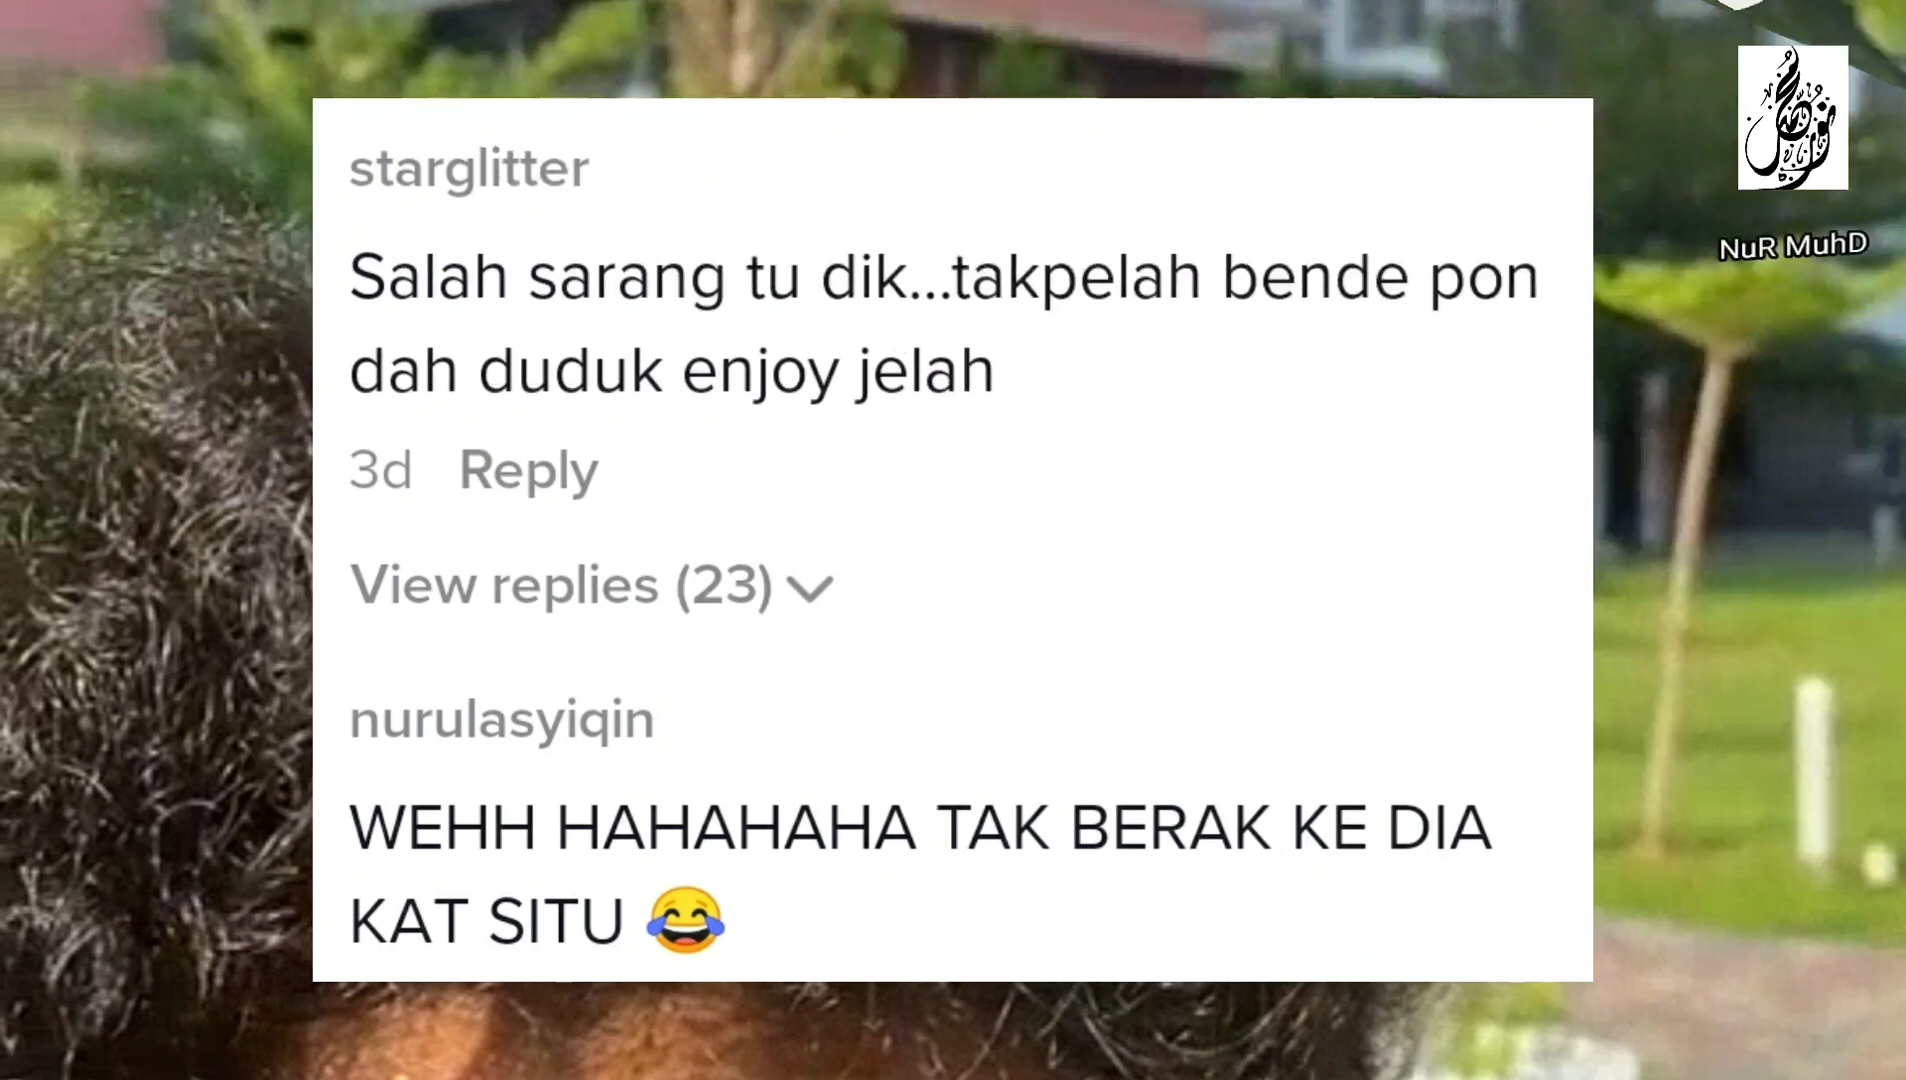 starglitter
Salah sarang tu dik...takpelah bende pon
dah duduk enjoy jelah
3d Reply
View replies (23)
nurulasyiqin
WEHH HAHAHAHA TAK BERAK KE DIA
KAT SITU 😂
NuR MuhD